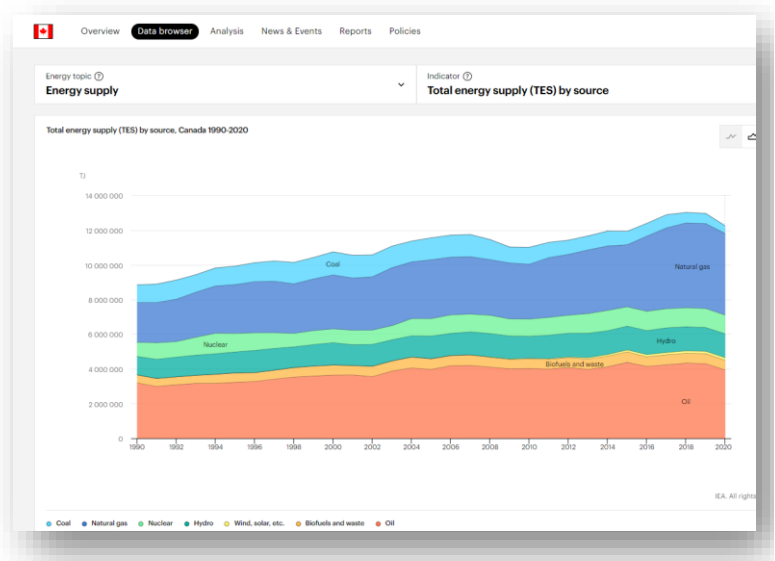 Overview Data browser Analysis News & Events Reports Policies
Energy topic ?
Energy supply
Indicator ?
Total energy supply (TES) by source
Total energy supply (TES) by source, Canada 1990-2020
TJ
14 000 000
12 000 000
10 000 000
8 000 000
6 000 000
4 000 000
2 000 000
0
Coal
Natural gas
Nuclear
Hydro
Biofuels and waste
Oil
1990 1992 1994 1996 1998 2000 2002 2004 2006 2008 2010 2012 2014 2016 2018 2020
IEA. All rights
Coal Natural gas Nuclear Hydro Wind, solar, etc. Biofuels and waste Oil